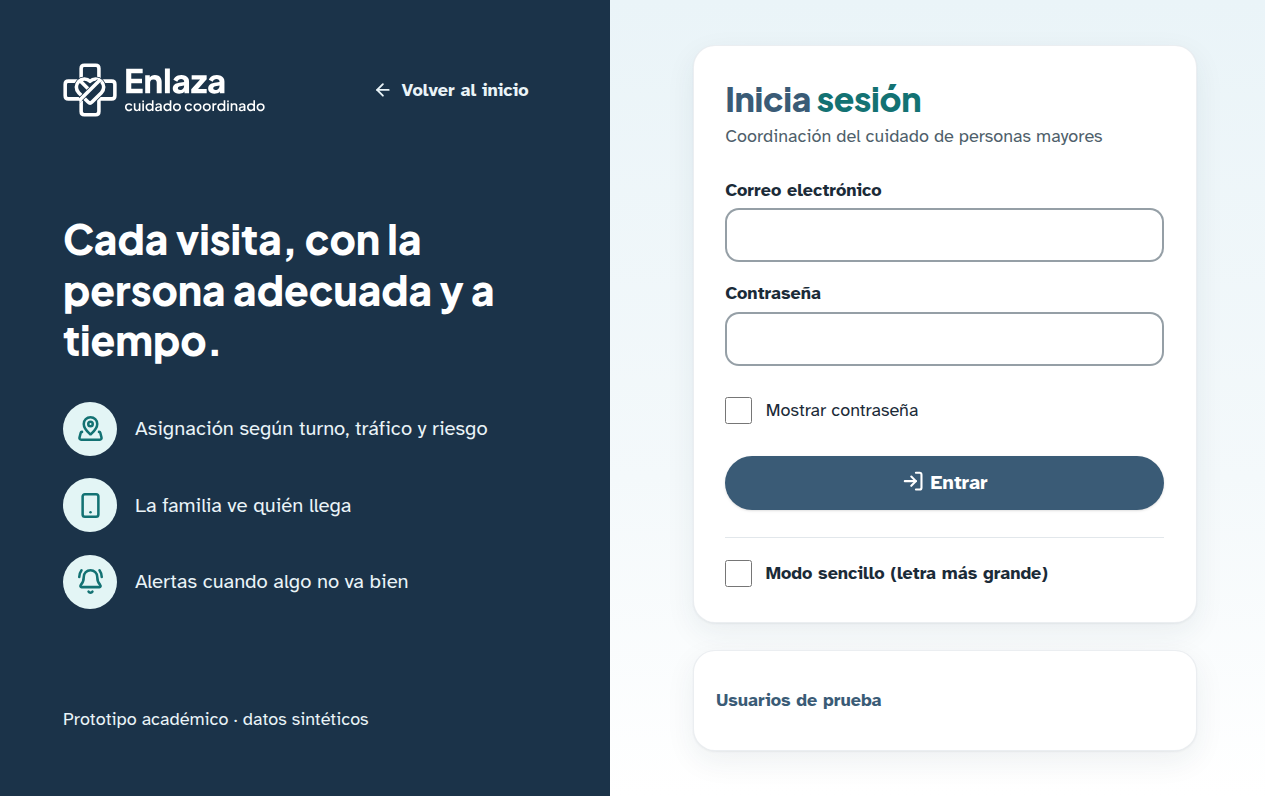 Enlaza
cuidado coordinado
Volver al inicio
Cada visita, con la
persona adecuada y a
tiempo.
Asignación según turno, tráfico y riesgo
La familia ve quién llega
Alertas cuando algo no va bien
Prototipo académico · datos sintéticos
Inicia sesión
Coordinación del cuidado de personas mayores
Correo electrónico
Contraseña
Mostrar contraseña
Entrar
Modo sencillo (letra más grande)
Usuarios de prueba